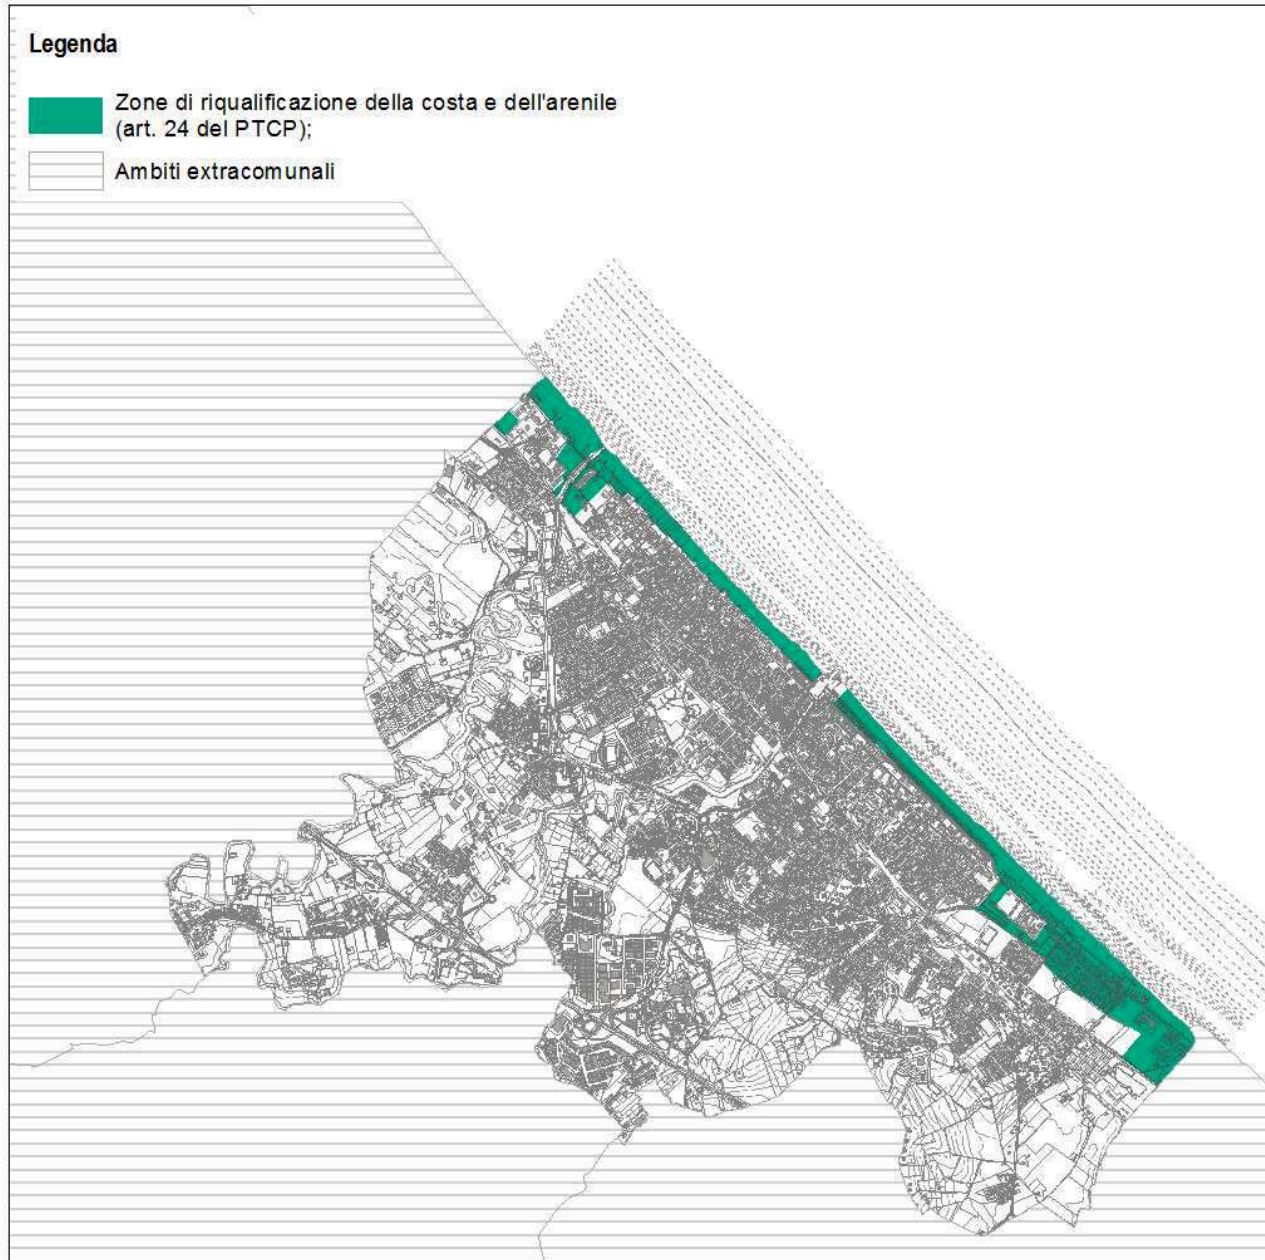 Legenda
Zone di riqualificazione della costa e dell'arenile
(art. 24 del PTCP);
Ambiti extracomunali